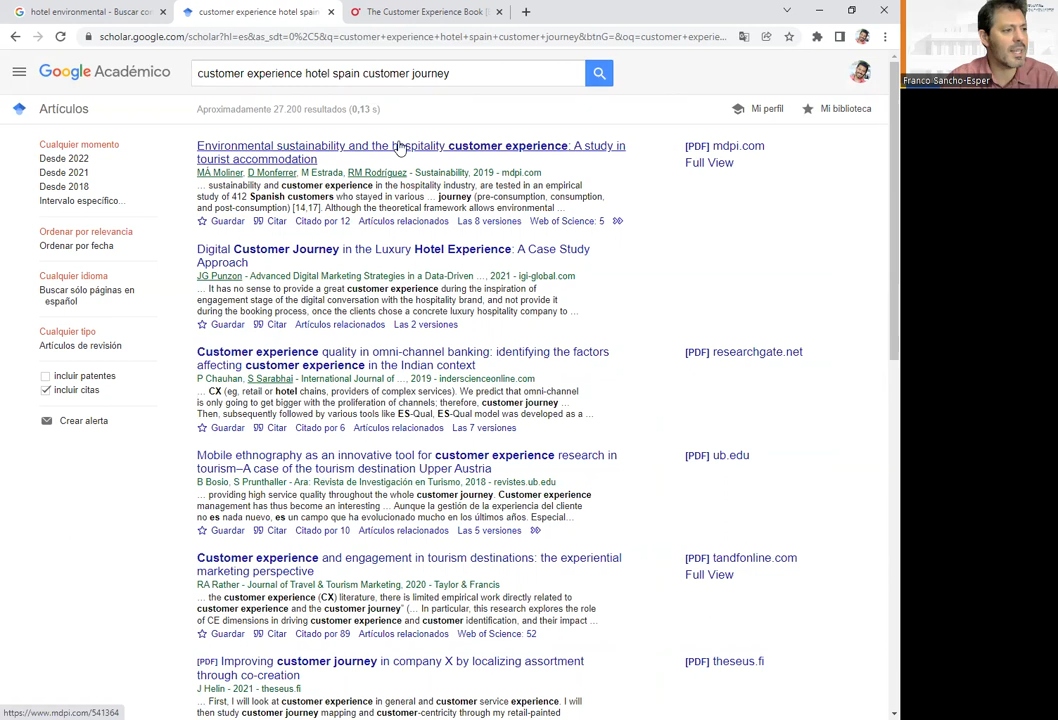 hotel environmental - Buscar con
customer experience hotel spain
The Customer Experience Book (
scholar.google.com/scholar?hl=es&as_sdt=0%2C5&q=customer+experience+hotel+spain+customer+journey&btnG=&oq=customer+experie...
Franco Sancho-Esper
Google Académico
customer experience hotel spain customer journey
Artículos
Aproximadamente 27.200 resultados (0,13 s)
Mi perfil
Mi biblioteca
Cualquier momento
Desde 2022
Desde 2021
Desde 2018
Intervalo específico...
Ordenar por relevancia
Ordenar por fecha
Cualquier idioma
Buscar sólo páginas en
español
Cualquier tipo
Artículos de revisión
incluir patentes
incluir citas
Crear alerta
Environmental sustainability and the hospitality customer experience: A study in
tourist accommodation
MÀ Moliner, D Monferrer, M Estrada, RM Rodríguez - Sustainability, 2019 - mdpi.com
... sustainability and customer experience in the hospitality industry, are tested in an empirical
study of 412 Spanish customers who stayed in various ... journey (pre-consumption, consumption,
and post-consumption) [14,17]. Although the theoretical framework allows environmental ...
Guardar Citar Citado por 12 Artículos relacionados Las 8 versiones Web of Science: 5
[PDF] mdpi.com
Full View
Digital Customer Journey in the Luxury Hotel Experience: A Case Study
Approach
JG Punzon - Advanced Digital Marketing Strategies in a Data-Driven ..., 2021 - igi-global.com
... It has no sense to provide a great customer experience during the inspiration of
engagement stage of the digital conversation with the hospitality brand, and not provide it
during the booking process, once the clients chose a concrete luxury hospitality company to ...
Guardar Citar Artículos relacionados Las 2 versiones
Customer experience quality in omni-channel banking: identifying the factors
affecting customer experience in the Indian context
P Chauhan, S Sarabhai - International Journal of ..., 2019 - inderscienceonline.com
... CX (eg, retail or hotel chains, providers of complex services). We predict that omni-channel
is only going to get bigger with the proliferation of channels; therefore, customer journey ...
Then, subsequently followed by various tools like ES-Qual, ES-Qual model was developed as a ...
Guardar Citar Citado por 6 Artículos relacionados Las 7 versiones
[PDF] researchgate.net
Mobile ethnography as an innovative tool for customer experience research in
tourism–A case of the tourism destination Upper Austria
B Bosio, S Prunthaller - Ara: Revista de Investigación en Turismo, 2018 - revistes.ub.edu
... providing high service quality throughout the whole customer journey. Customer experience
management has thus become an interesting ... Aunque la gestión de la experiencia del cliente
no es nada nuevo, es un campo que ha evolucionado mucho en los últimos años. Especial...
Guardar Citar Citado por 10 Artículos relacionados Las 5 versiones
[PDF] ub.edu
Customer experience and engagement in tourism destinations: the experiential
marketing perspective
RA Rather - Journal of Travel & Tourism Marketing, 2020 - Taylor & Francis
... the customer experience (CX) literature, there is limited empirical work directly related to
customer experience and the customer journey" (... In particular, this research explores the role
of CE dimensions in driving customer experience and customer identification, and their impact ...
Guardar Citar Citado por 89 Artículos relacionados Web of Science: 52
[PDF] tandfonline.com
Full View
[PDF] Improving customer journey in company X by localizing assortment
through co-creation
J Helin - 2021 - theseus.fi
... First, I will look at customer experience in general and customer service experience. I will
then study customer journey mapping and customer-centricity through my retail-painted
[PDF] theseus.fi
https://www.mdpi.com/541364